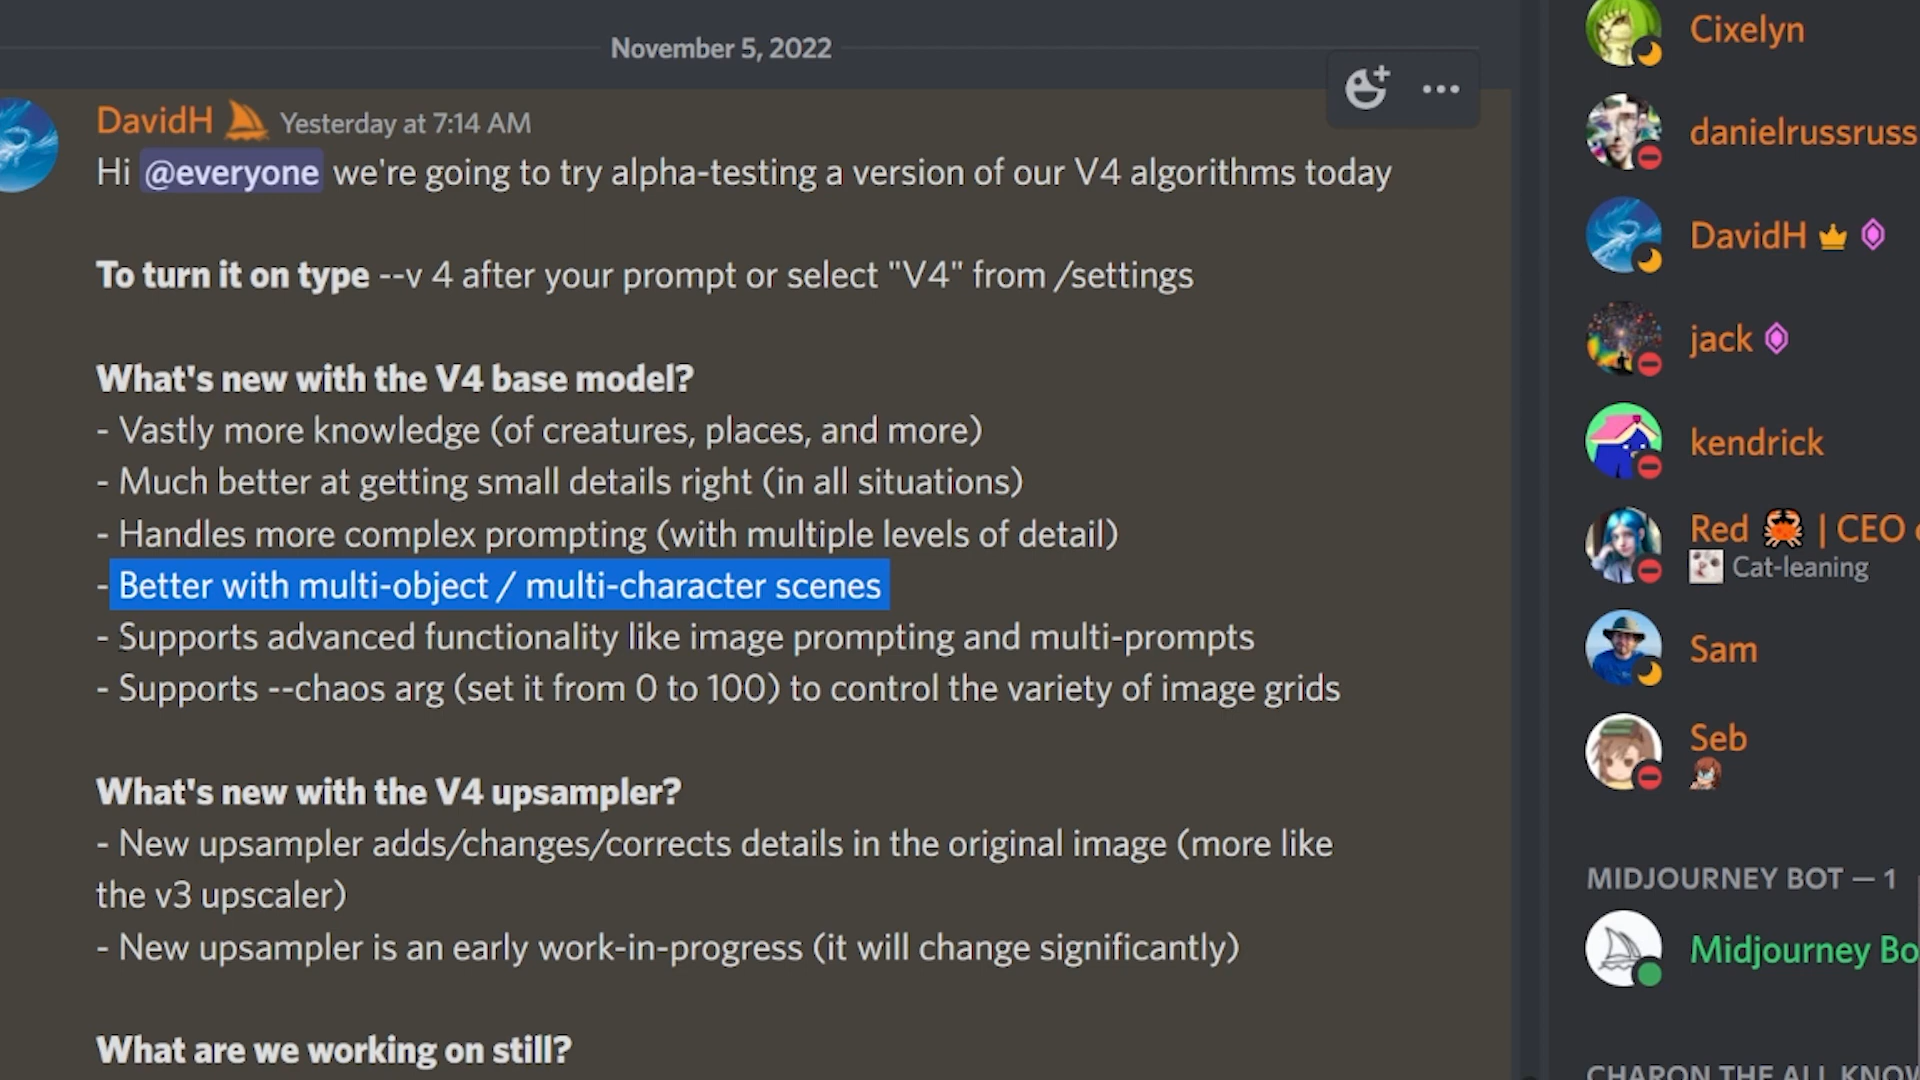 November 5, 2022
DavidH Yesterday at 7:14 AM
Hi @everyone we're going to try alpha-testing a version of our V4 algorithms today
To turn it on type --v 4 after your prompt or select "V4" from /settings
What's new with the V4 base model?
- Vastly more knowledge (of creatures, places, and more)
- Much better at getting small details right (in all situations)
- Handles more complex prompting (with multiple levels of detail)
- Better with multi-object / multi-character scenes
- Supports advanced functionality like image prompting and multi-prompts
- Supports --chaos arg (set it from 0 to 100) to control the variety of image grids
What's new with the V4 upsampler?
- New upsampler adds/changes/corrects details in the original image (more like
the v3 upscaler)
- New upsampler is an early work-in-progress (it will change significantly)
What are we working on still?
Cixelyn
danielrussruss
DavidH
jack
kendrick
Red | CEO
Cat-leaning
Sam
Seb
MIDJOURNEY BOT — 1
Midjourney Bo
CHARON THE ALL KNOW